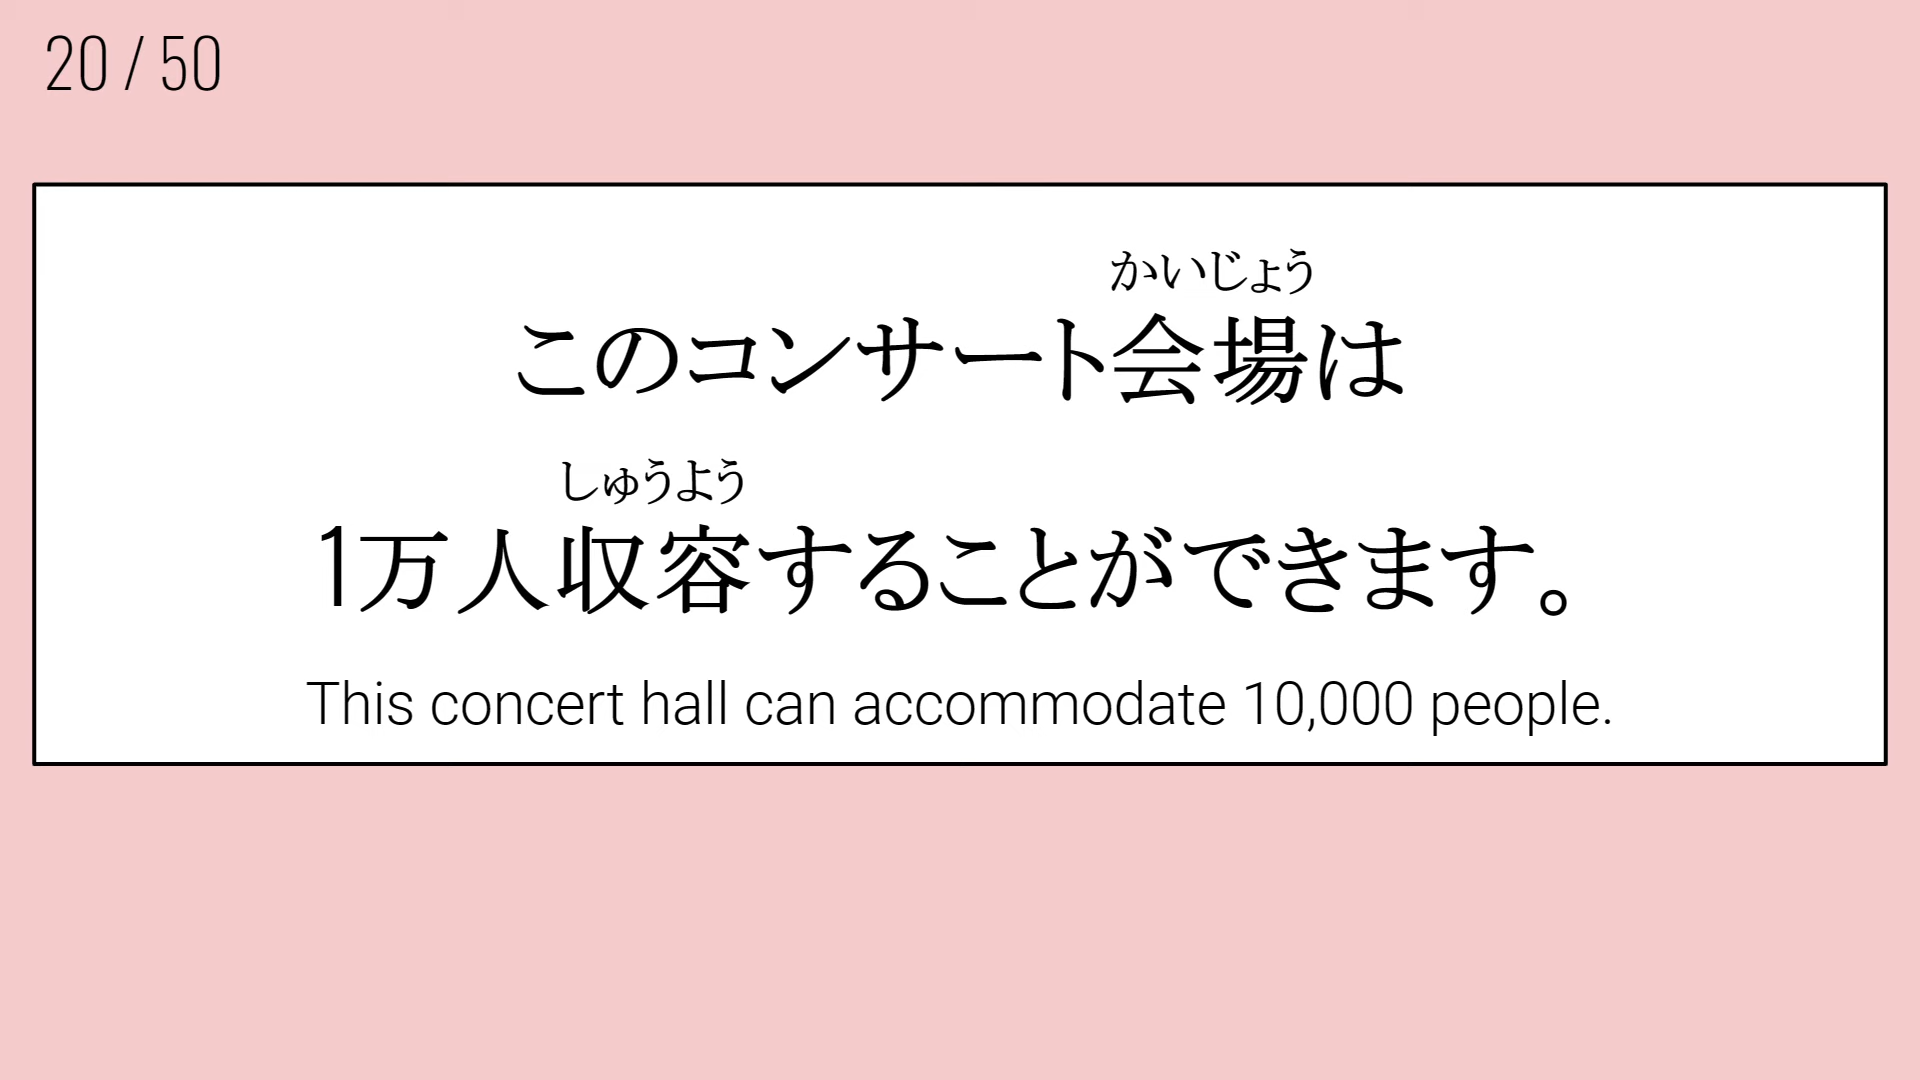 20 / 50
かいじょう
このコンサート会場は
しゅうよう
1万人収容することができます。
This concert hall can accommodate 10,000 people.